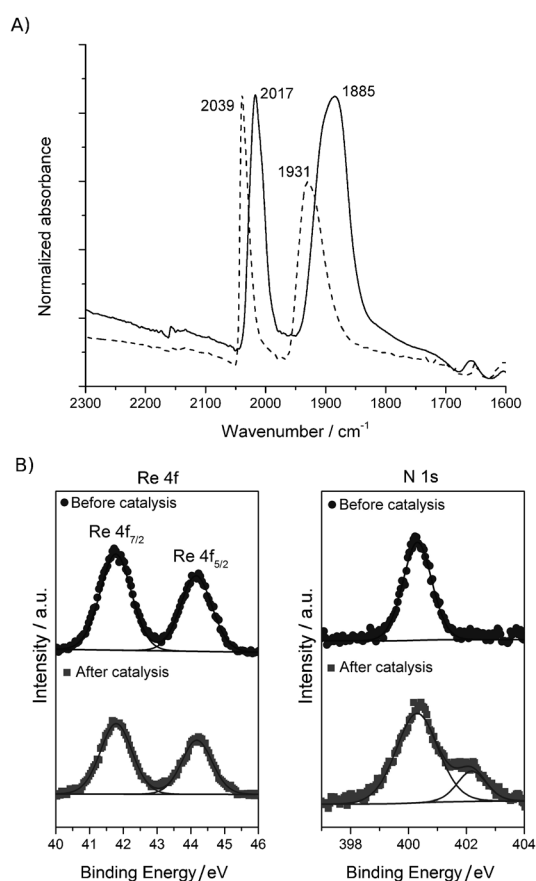 A)
2039
2017
1885
1931
Normalized absorbance
2300 2200 2100 2000 1900 1800 1700 1600
Wavenumber / cm⁻¹
B)
Re 4f
Before catalysis
Re 4f₇/₂
Re 4f₅/₂
After catalysis
Intensity / a.u.
40 41 42 43 44 45 46
Binding Energy/eV
N 1s
Before catalysis
After catalysis
Intensity / a.u.
398 400 402 404
Binding Energy/eV